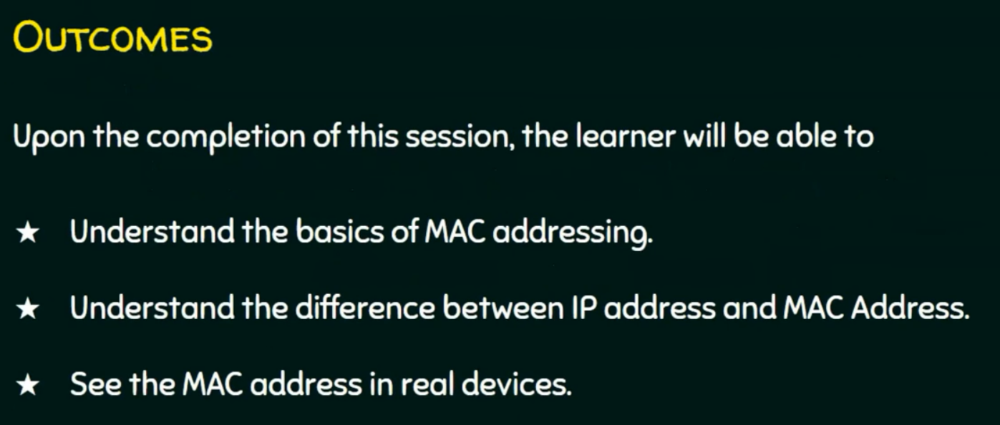 OUTCOMES
Upon the completion of this session, the learner will be able to
★ Understand the basics of MAC addressing.
★ Understand the difference between IP address and MAC Address.
★ See the MAC address in real devices.